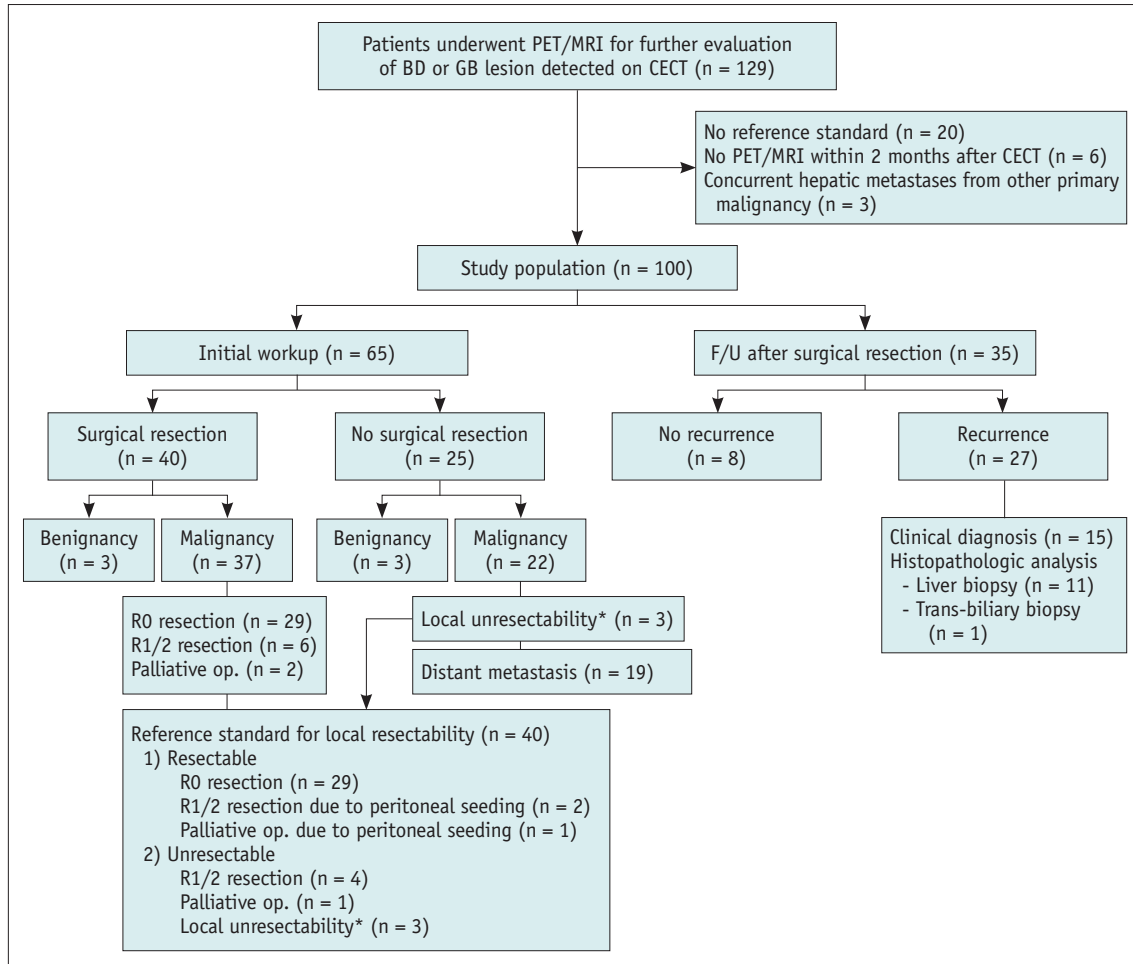 Patients underwent PET/MRI for further evaluation
of BD or GB lesion detected on CECT (n = 129)
No reference standard (n = 20)
No PET/MRI within 2 months after CECT (n = 6)
Concurrent hepatic metastases from other primary
malignancy (n = 3)
Study population (n = 100)
Initial workup (n = 65)
F/U after surgical resection (n = 35)
Surgical resection
(n = 40)
No surgical resection
(n = 25)
No recurrence
(n = 8)
Recurrence
(n = 27)
Benignancy
(n = 3)
Malignancy
(n = 37)
Benignancy
(n = 3)
Malignancy
(n = 22)
Clinical diagnosis (n = 15)
Histopathologic analysis
- Liver biopsy (n = 11)
- Trans-biliary biopsy
(n = 1)
R0 resection (n = 29)
R1/2 resection (n = 6)
Palliative op. (n = 2)
Local unresectability* (n = 3)
Distant metastasis (n = 19)
Reference standard for local resectability (n = 40)
1) Resectable
R0 resection (n = 29)
R1/2 resection due to peritoneal seeding (n = 2)
Palliative op. due to peritoneal seeding (n = 1)
2) Unresectable
R1/2 resection (n = 4)
Palliative op. (n = 1)
Local unresectability* (n = 3)